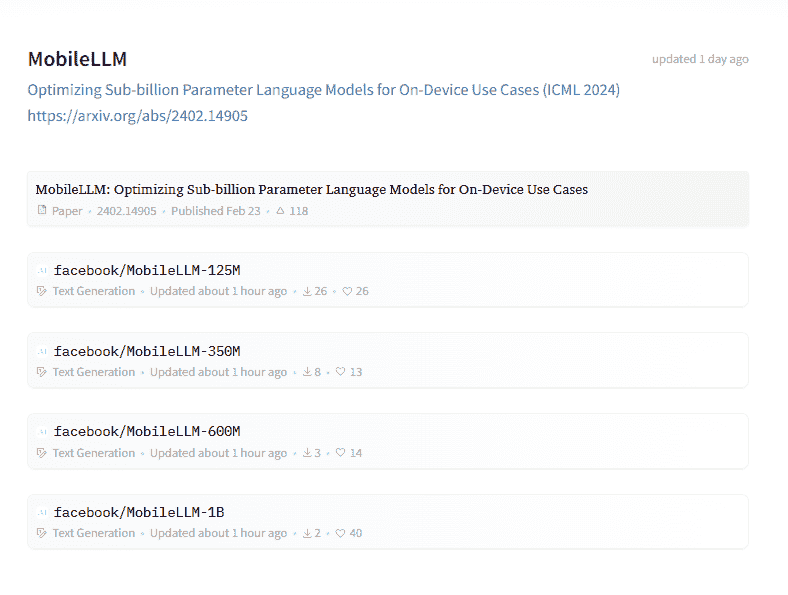 MobileLLM
updated 1 day ago
Optimizing Sub-billion Parameter Language Models for On-Device Use Cases (ICML 2024)
https://arxiv.org/abs/2402.14905
MobileLLM: Optimizing Sub-billion Parameter Language Models for On-Device Use Cases
Paper • 2402.14905 • Published Feb 23 • 118
facebook/MobileLLM-125M
Text Generation • Updated about 1 hour ago • 26 • 26
facebook/MobileLLM-350M
Text Generation • Updated about 1 hour ago • 8 • 13
facebook/MobileLLM-600M
Text Generation • Updated about 1 hour ago • 3 • 14
facebook/MobileLLM-1B
Text Generation • Updated about 1 hour ago • 2 • 40